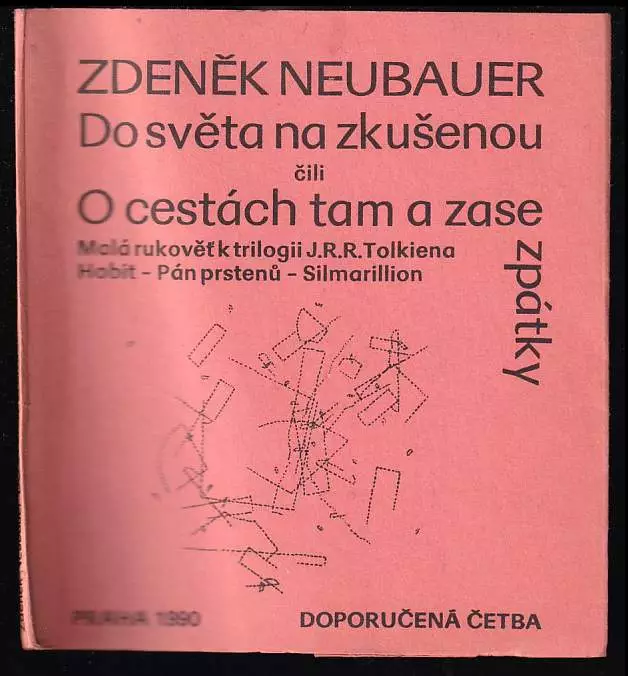 ZDENĚK NEUBAUER
Do světa na zkušenou
čili
O cestách tam a zase
zpátky
Malá rukověť k trilogii J.R.R.Tolkiena
Hobit – Pán prstenů – Silmarillion
PRAHA 1990
DOPORUČENÁ ČETBA